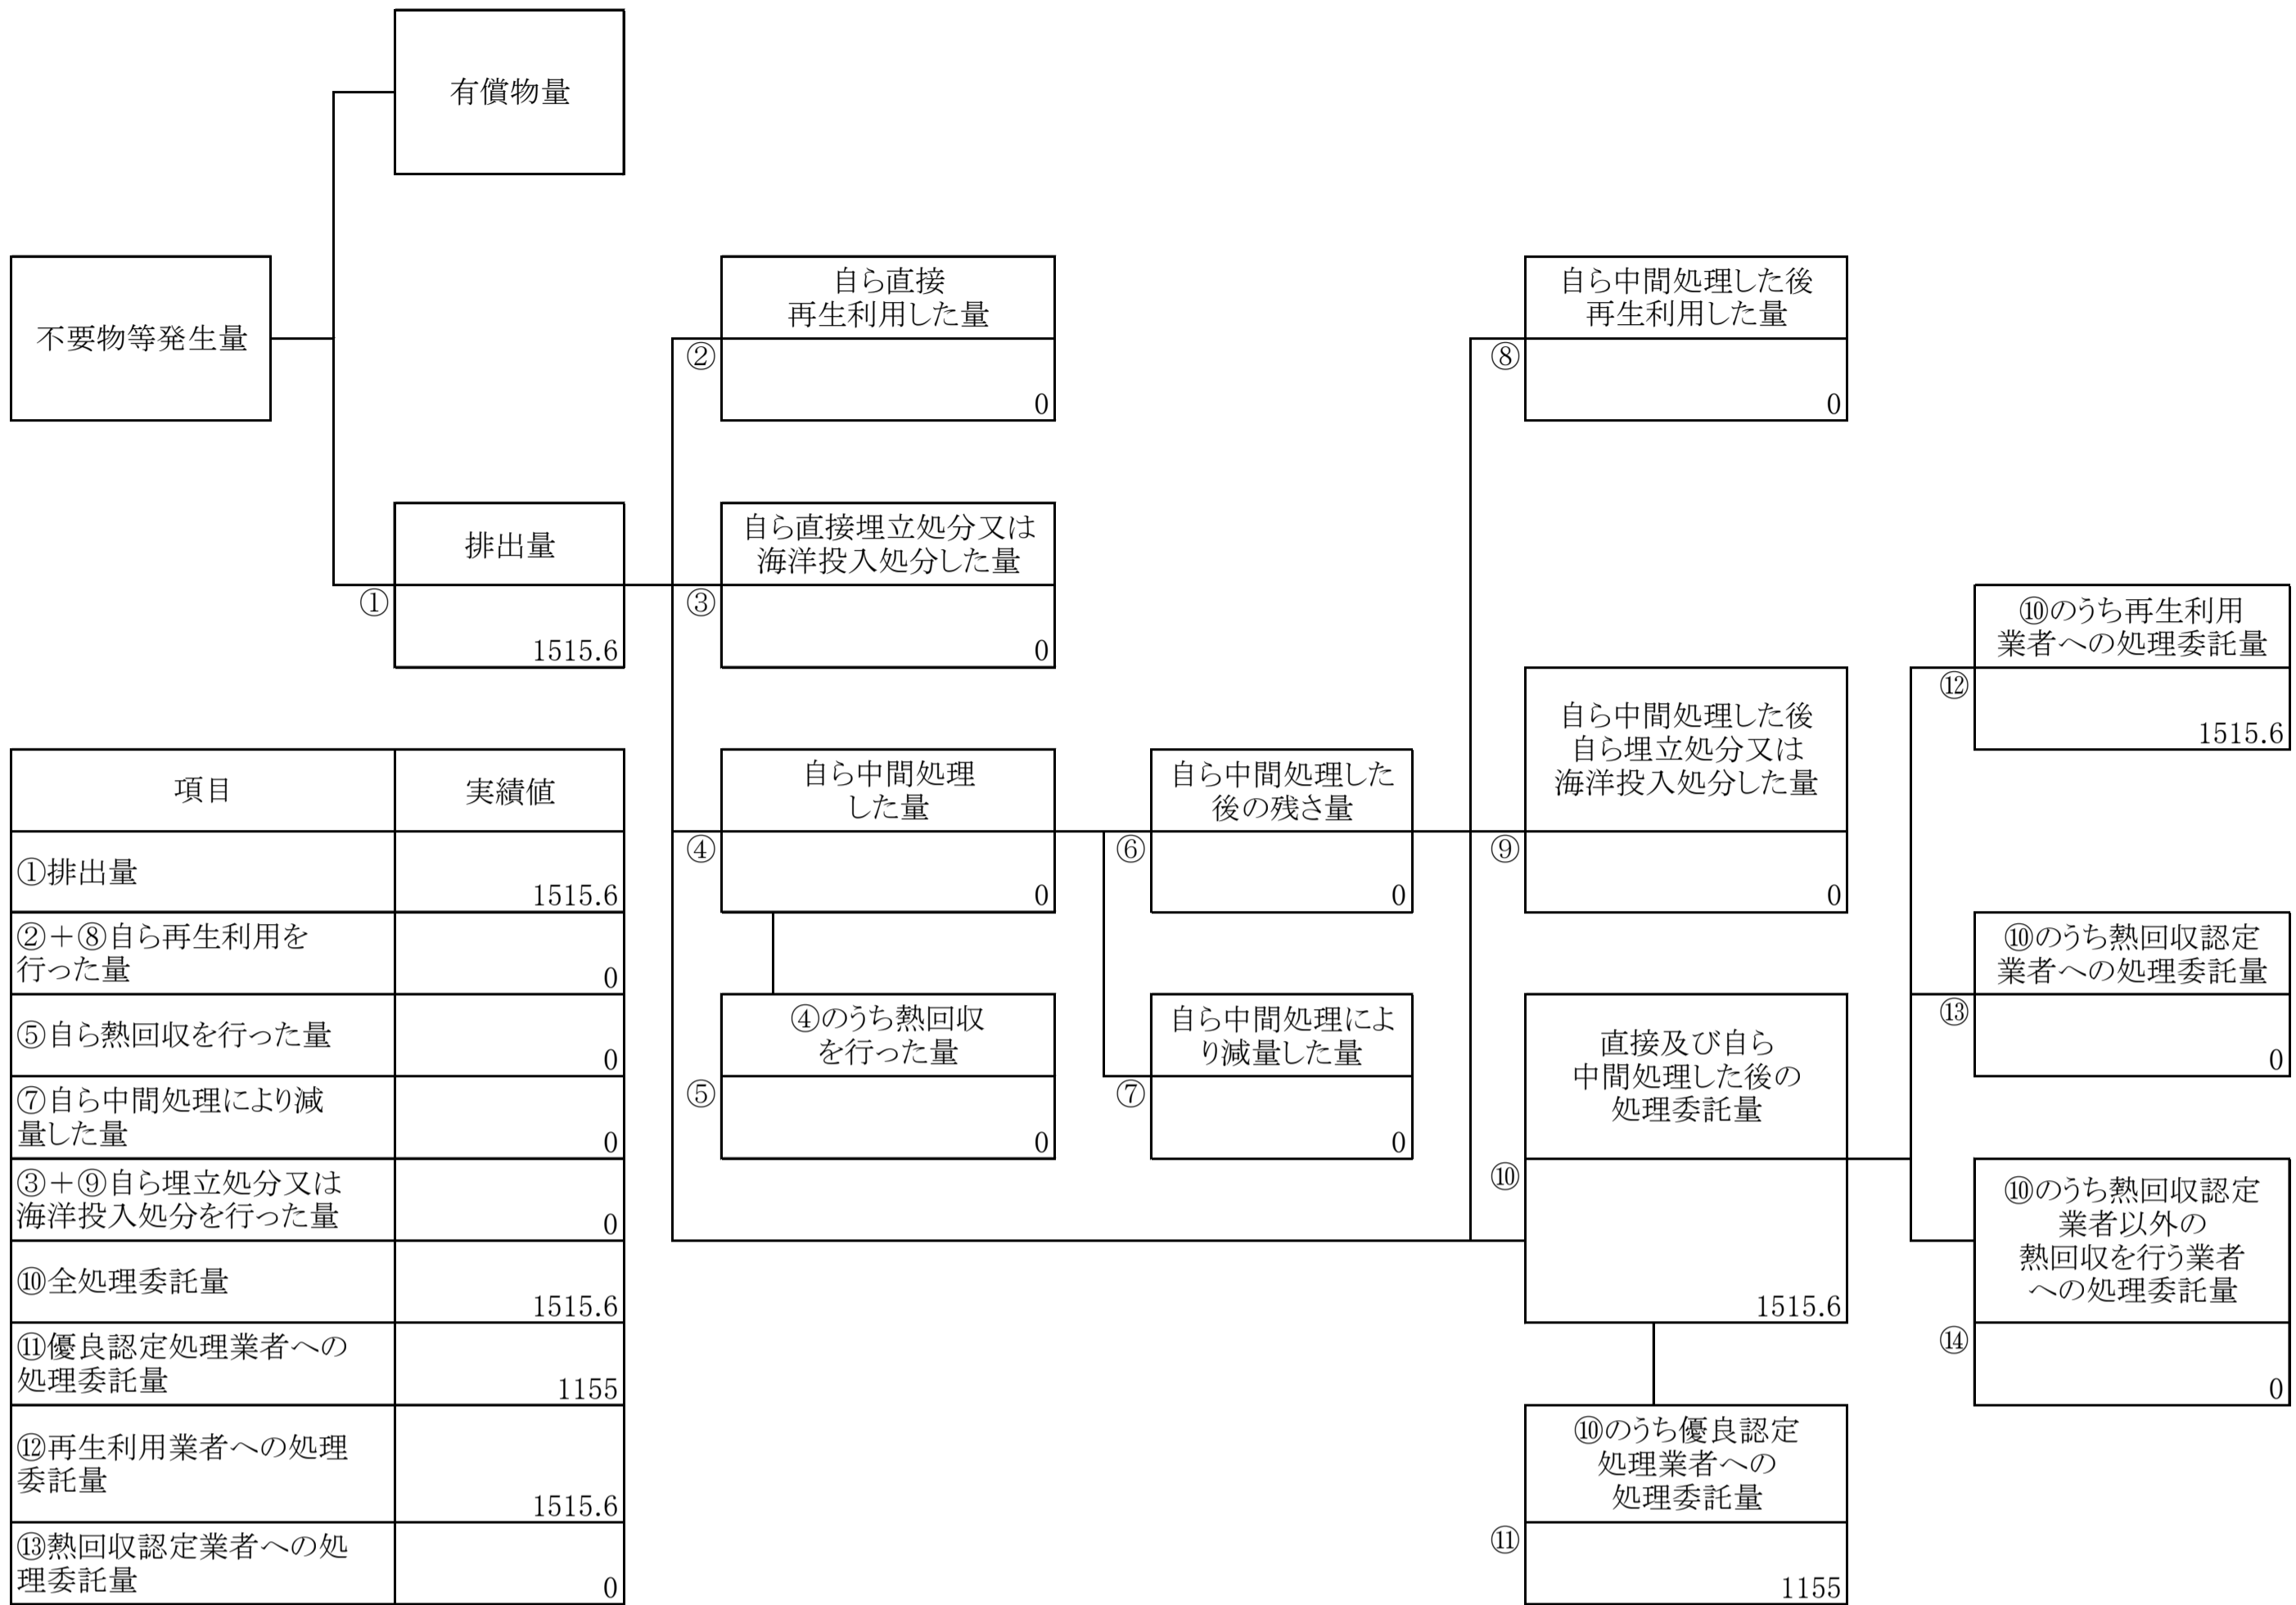 有償物量
不要物等発生量
自ら直接
再生利用した量
②
0
自ら中間処理した後
再生利用した量
⑧
0
排出量
①
1515.6
自ら直接埋立処分又は
海洋投入処分した量
③
0
⑩のうち再生利用
業者への処理委託量
⑫
1515.6
自ら中間処理
した量
④
0
自ら中間処理した
後の残さ量
⑥
0
自ら中間処理した後
自ら埋立処分又は
海洋投入処分した量
⑨
0
⑩のうち熱回収認定
業者への処理委託量
⑬
0
④のうち熱回収
を行った量
⑤
0
自ら中間処理によ
り減量した量
⑦
0
直接及び自ら
中間処理した後の
処理委託量
⑩
1515.6
⑩のうち熱回収認定
業者以外の
熱回収を行う業者
への処理委託量
⑭
0
⑩のうち優良認定
処理業者への
処理委託量
⑪
1155
項目 実績値
①排出量
1515.6
②＋⑧自ら再生利用を
行った量 0
⑤自ら熱回収を行った量
0
⑦自ら中間処理により減
量した量 0
③＋⑨自ら埋立処分又は
海洋投入処分を行った量 0
⑩全処理委託量
1515.6
⑪優良認定処理業者への
処理委託量 1155
⑫再生利用業者への処理
委託量
1515.6
⑬熱回収認定業者への処
理委託量 0